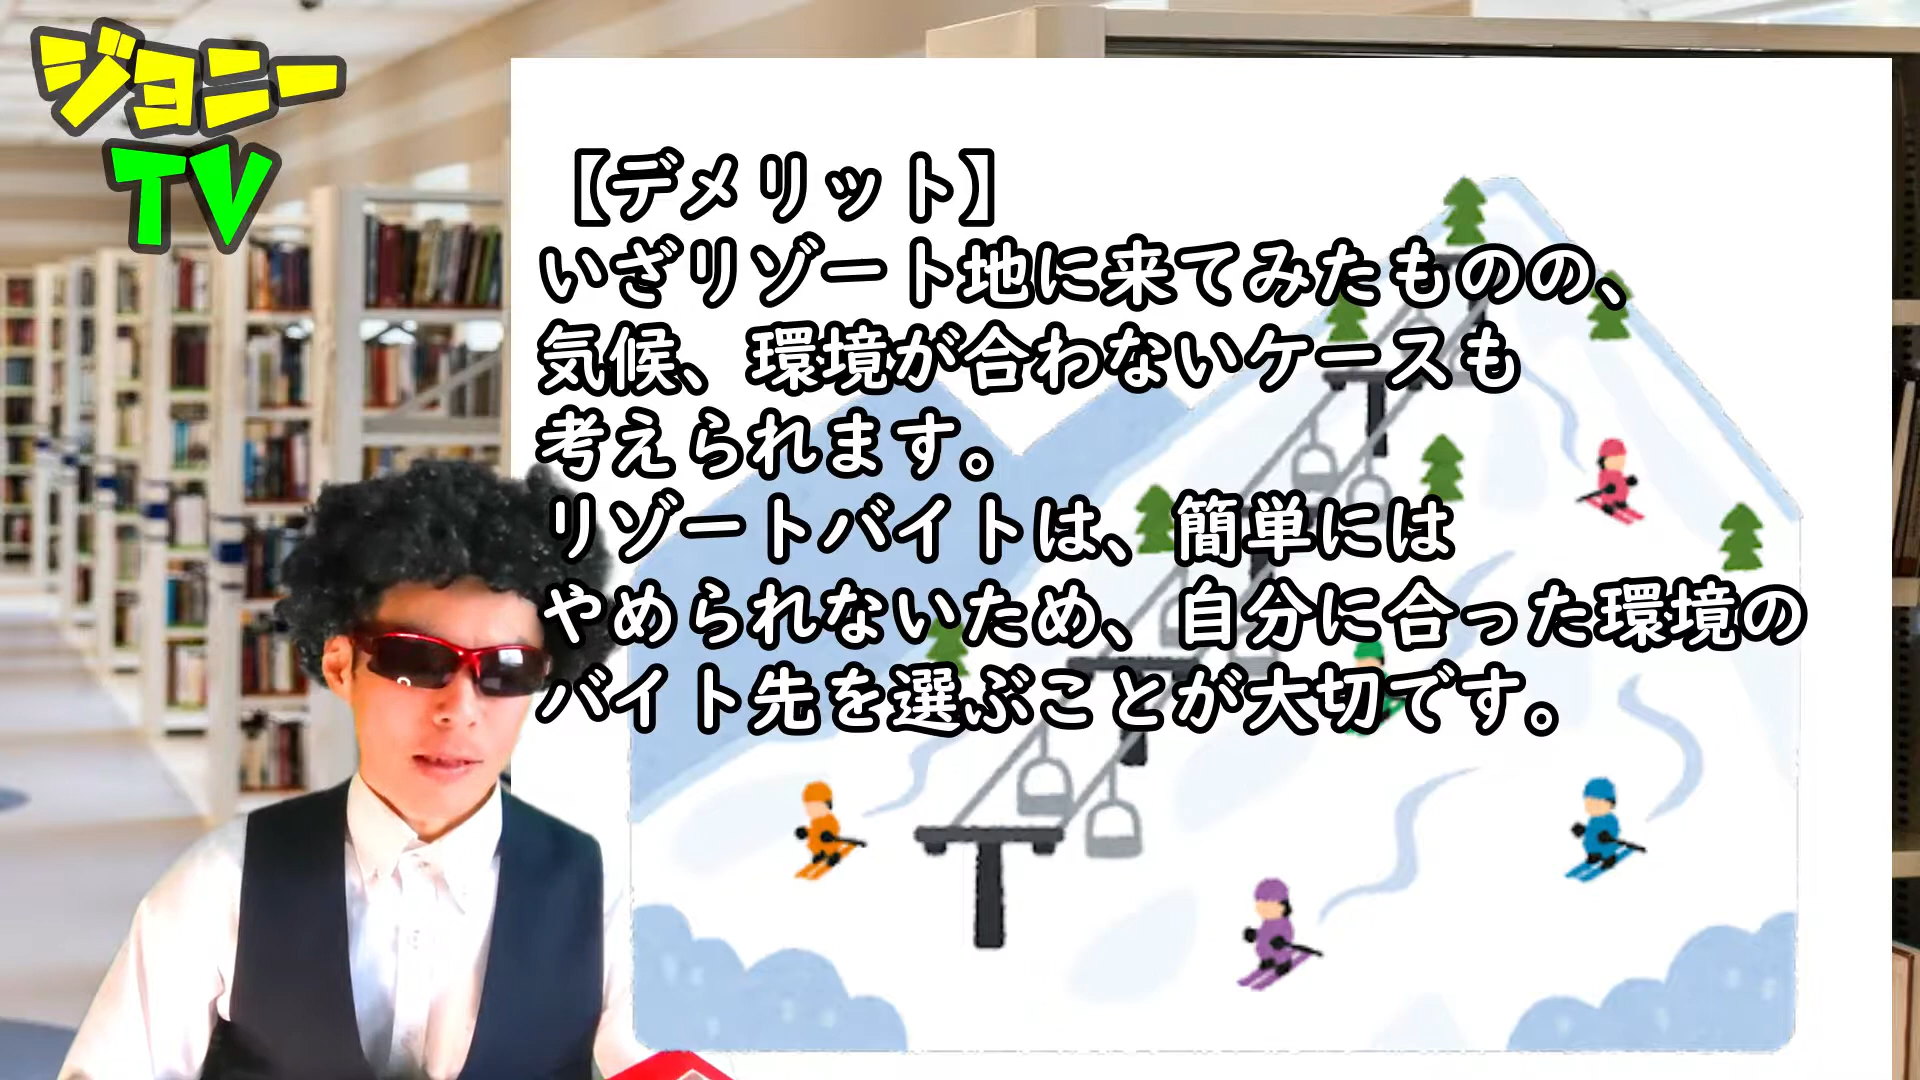 ジョニー
TV
【デメリット】
いざリゾート地に来てみたものの、
気候、環境が合わないケースも
考えられます。
リゾートバイトは、簡単には
やめられないため、自分に合った環境の
バイト先を選ぶことが大切です。